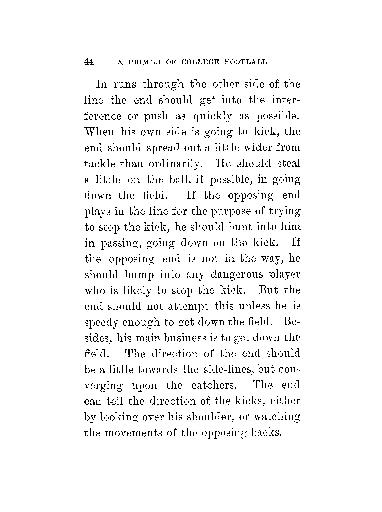 44 A PRIMER OF COLLEGE FOOTBALL
In runs through the other side of the
line the end should get into the inter-
ference or push as quickly as possible.
When his own side is going to kick, the
end should spread out a little wider from
tackle than ordinarily. He should steal
a little on the ball, if possible, in going
down the field. If the opposing end
plays in the line for the purpose of trying
to stop the kick, he should bunt into him
in passing, going down on the kick. If
the opposing end is not in the way, he
should bump into any dangerous player
who is likely to stop the kick. But the
end should not attempt this unless he is
speedy enough to get down the field. Be-
sides, his main business is to get down the
field. The direction of the end should
be a little towards the side-lines, but con-
verging upon the catchers. The end
can tell the direction of the kicks, either
by looking over his shoulder, or watching
the movements of the opposing backs.